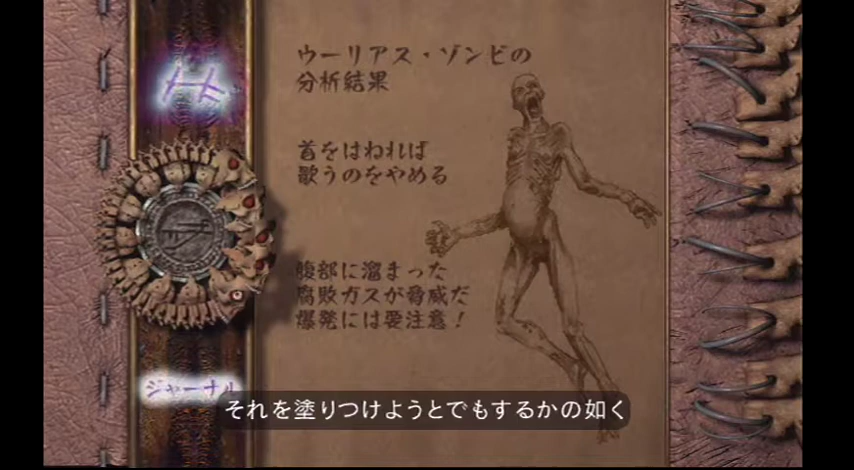 ウーリアス・ゾンビの
分析結果
首をはねれば
歌うのをやめる
腹部に溜まった
腐敗ガスが脅威だ
爆発には要注意！
ジャーナル
それを塗りつけようとでもするかの如く